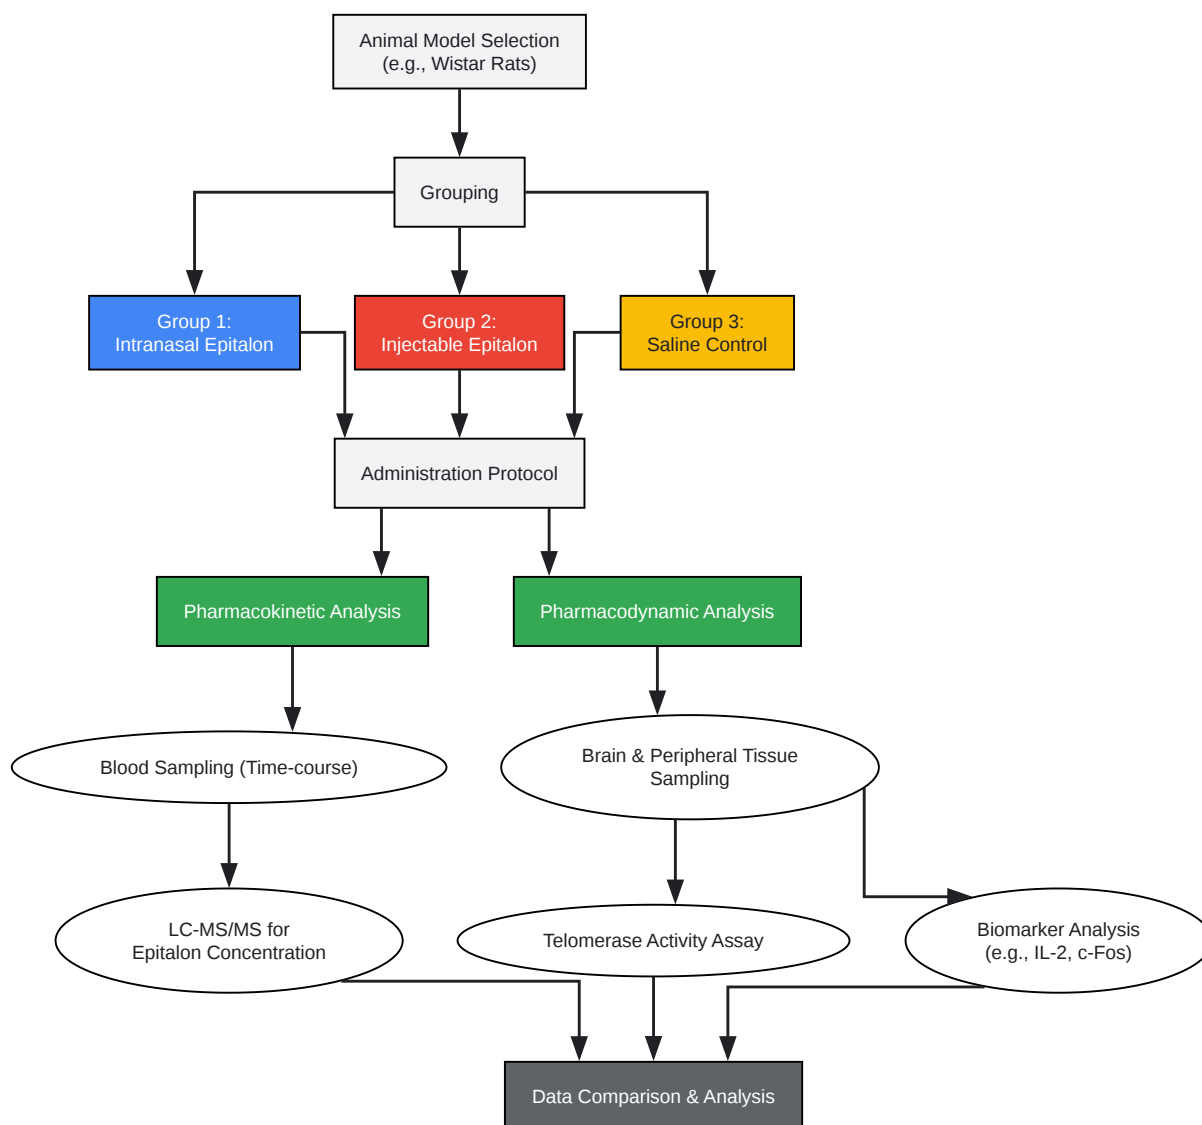 Animal Model Selection
(e.g., Wistar Rats)
Grouping
Group 1:
Intranasal Epitalon
Group 2:
Injectable Epitalon
Group 3:
Saline Control
Administration Protocol
Pharmacokinetic Analysis
Pharmacodynamic Analysis
Blood Sampling (Time-course)
Brain & Peripheral Tissue
Sampling
LC-MS/MS for
Epitalon Concentration
Telomerase Activity Assay
Biomarker Analysis
(e.g., IL-2, c-Fos)
Data Comparison & Analysis